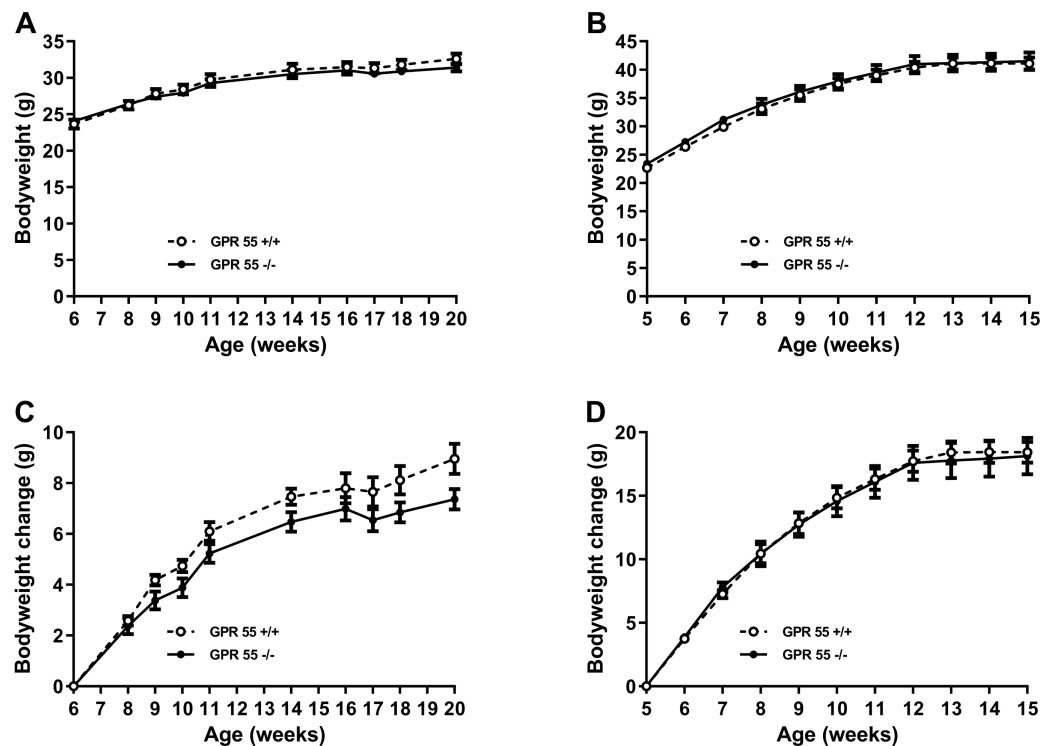 A
Bodyweight (g)
35
30
25
20
15
10
5
0
GPR 55 +/+
GPR 55 -/-
6 7 8 9 10 11 12 13 14 15 16 17 18 19 20
Age (weeks)
B
Bodyweight (g)
45
40
35
30
25
20
15
10
5
0
GPR 55 +/+
GPR 55 -/-
5 6 7 8 9 10 11 12 13 14 15
Age (weeks)
C
Bodyweight change (g)
10
8
6
4
2
0
GPR 55 +/+
GPR 55 -/-
6 7 8 9 10 11 12 13 14 15 16 17 18 19 20
Age (weeks)
D
Bodyweight change (g)
20
15
10
5
0
GPR 55 +/+
GPR 55 -/-
5 6 7 8 9 10 11 12 13 14 15
Age (weeks)